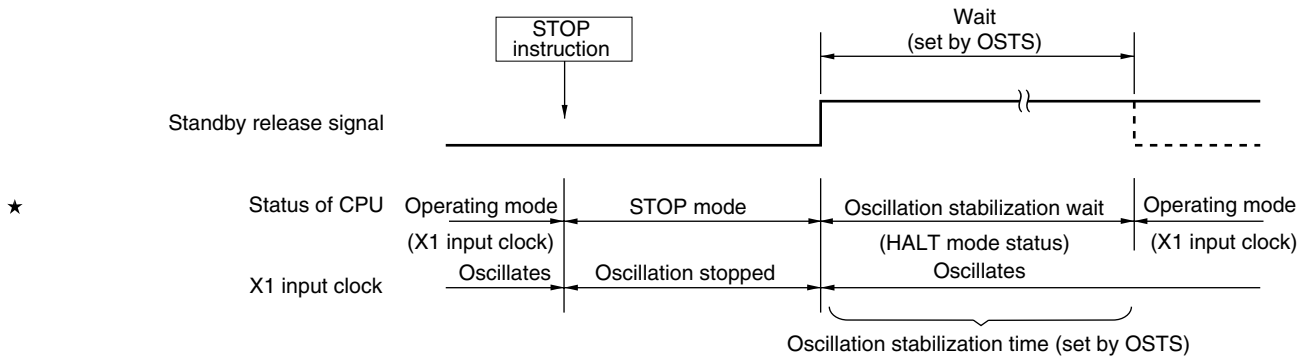 STOP
instruction
Wait
(set by OSTS)
Standby release signal
★
Status of CPU
Operating mode
(X1 input clock)
STOP mode
Oscillation stabilization wait
(HALT mode status)
Operating mode
(X1 input clock)
X1 input clock
Oscillates
Oscillation stopped
Oscillates
Oscillation stabilization time (set by OSTS)